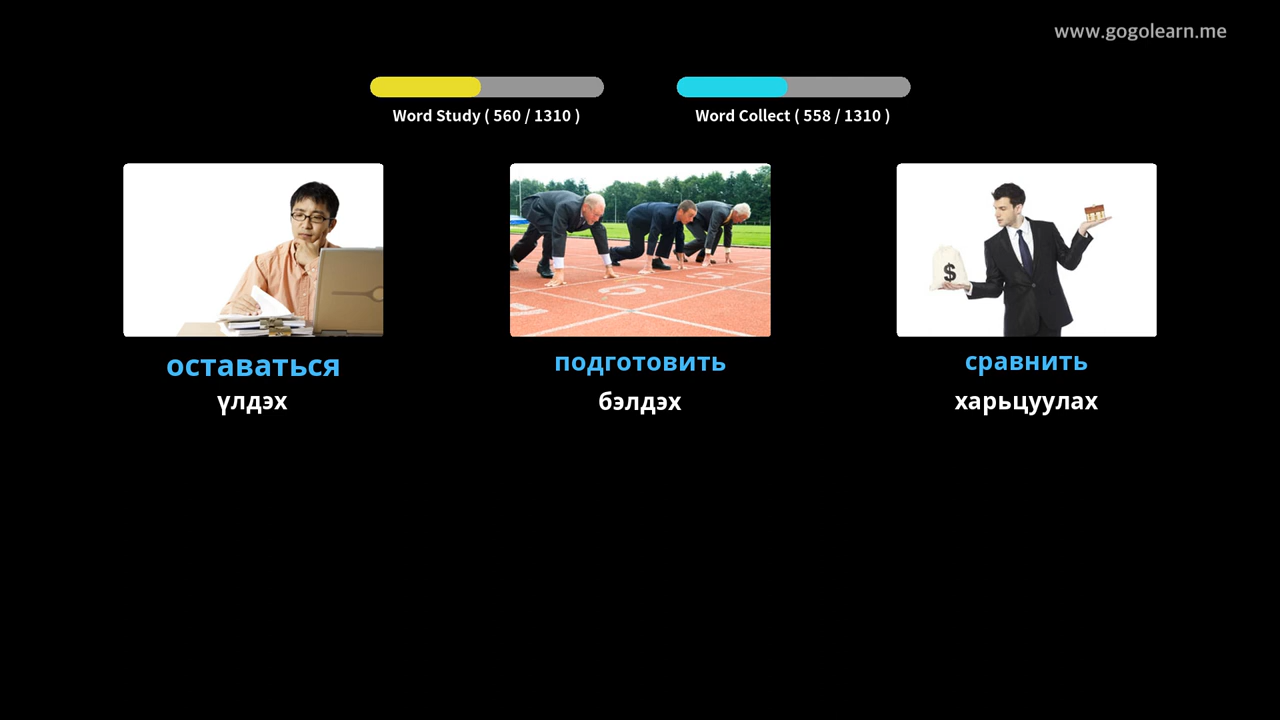 www.gogolearn.me
Word Study ( 560 / 1310 )
Word Collect ( 558 / 1310 )
оставаться
үлдэх
подготовить
бэлдэх
сравнить
харьцуулах
$